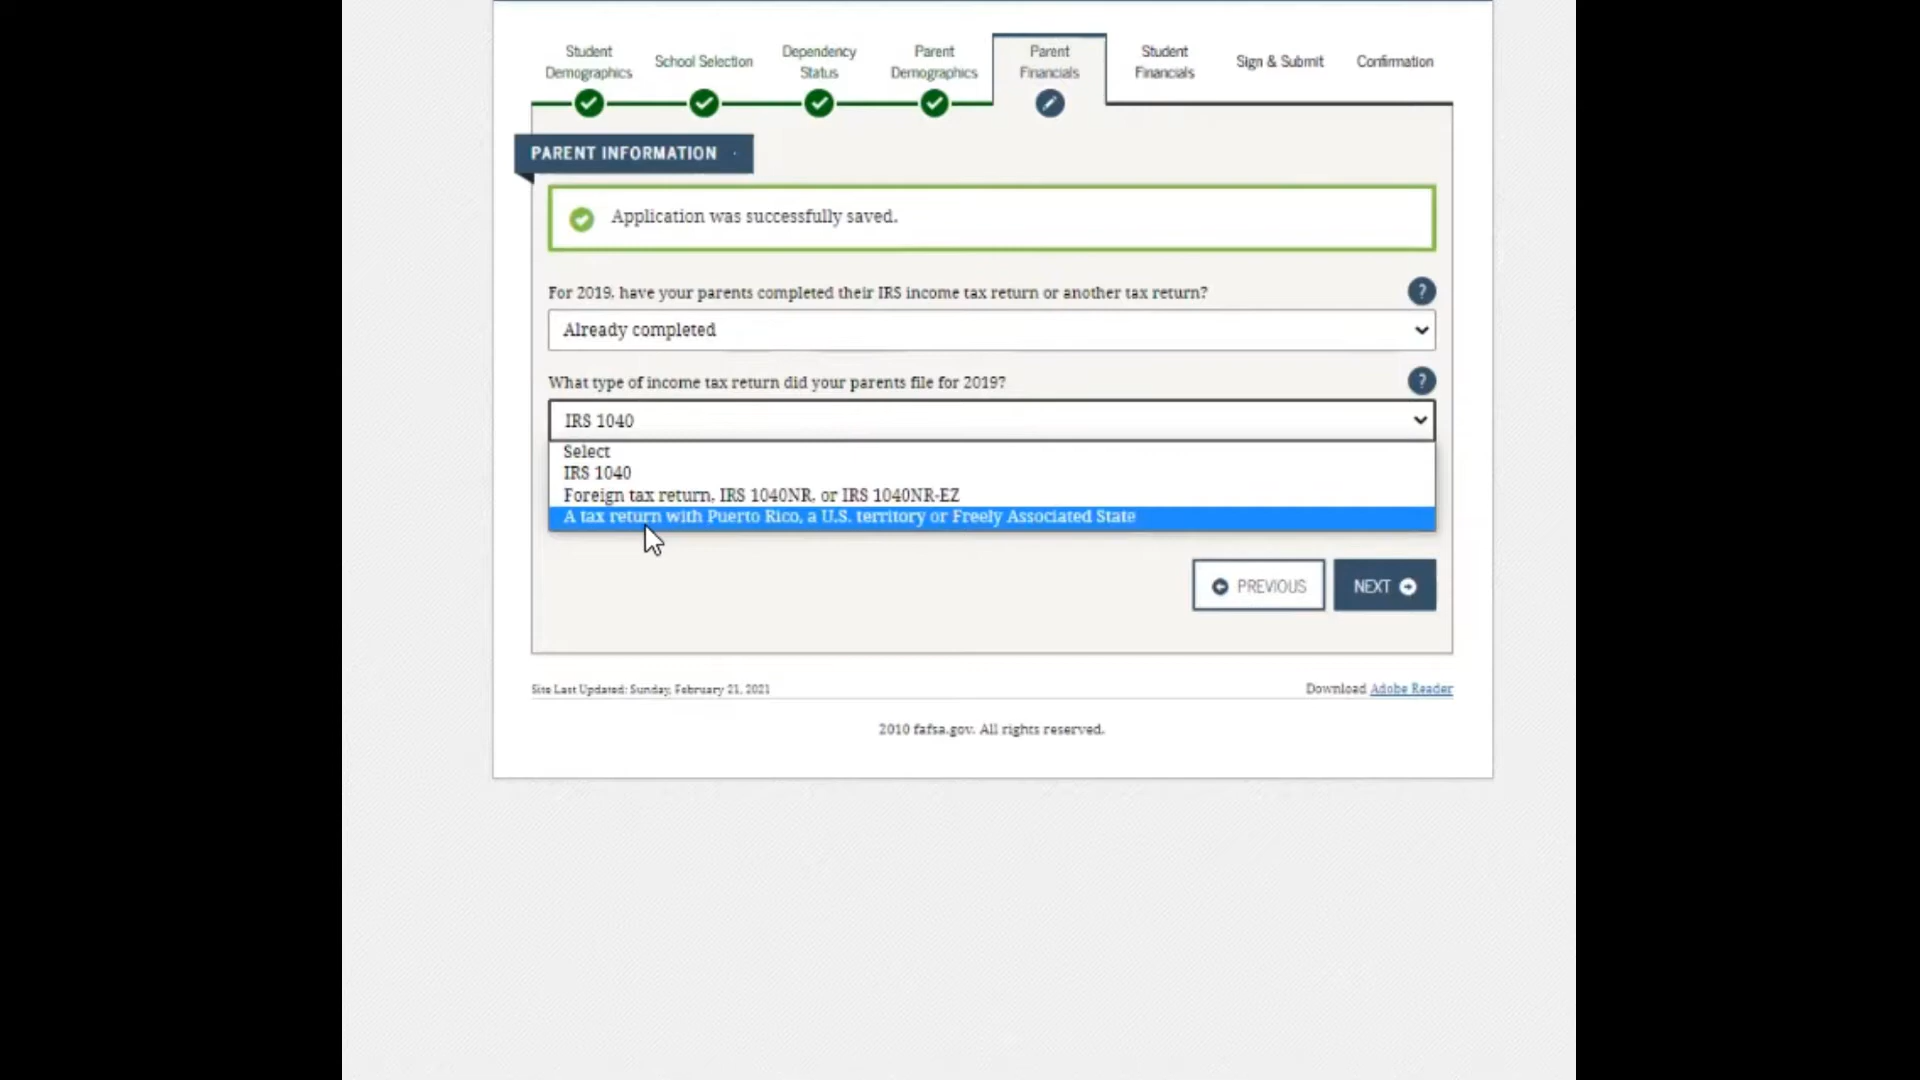 Student Demographics
School Selection
Dependency Status
Parent Demographics
Parent Financials
Student Financials
Sign & Submit
Confirmation
PARENT INFORMATION
Application was successfully saved.
For 2019, have your parents completed their IRS income tax return or another tax return?
?
Already completed
What type of income tax return did your parents file for 2019?
?
IRS 1040
Select
IRS 1040
Foreign tax return, IRS 1040NR, or IRS 1040NR-EZ
A tax return with Puerto Rico, a U.S. territory or Freely Associated State
PREVIOUS
NEXT
Site Last Updated: Sunday, February 21, 2021
Download Adobe Reader
2010 fafsa.gov. All rights reserved.